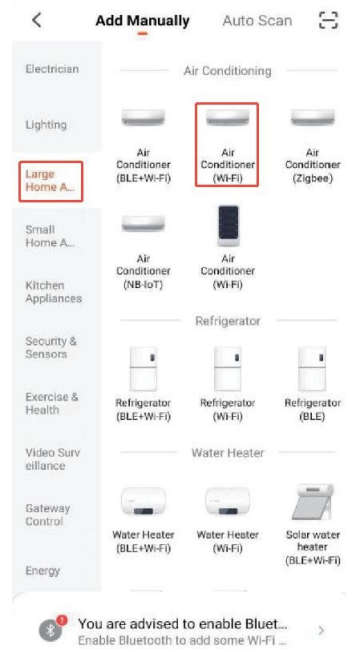 Add Manually
Auto Scan
Electrician
Lighting
Large
Home A...
Small
Home A...
Kitchen
Appliances
Security &
Sensors
Exercise &
Health
Video Surv
eillance
Gateway
Control
Energy
Air Conditioning
Air
Conditioner
(BLE+Wi-Fi)
Air
Conditioner
(Wi-Fi)
Air
Conditioner
(Zigbee)
Air
Conditioner
(NB-IoT)
Air
Conditioner
(Wi-Fi)
Refrigerator
Refrigerator
(BLE+Wi-Fi)
Refrigerator
(Wi-Fi)
Refrigerator
(BLE)
Water Heater
Water Heater
(BLE+Wi-Fi)
Water Heater
(Wi-Fi)
Solar water
heater
(BLE+Wi-Fi)
You are advised to enable Bluet...
Enable Bluetooth to add some Wi-Fi ...